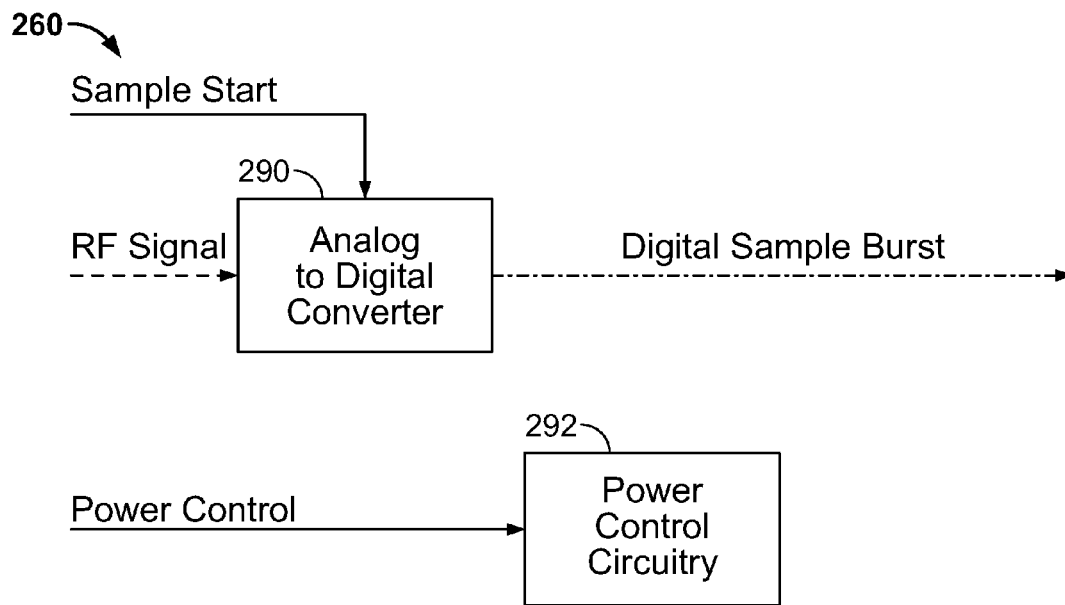 260
Sample Start
290
RF Signal
Analog
to Digital
Converter
Digital Sample Burst
292
Power Control
Power
Control
Circuitry